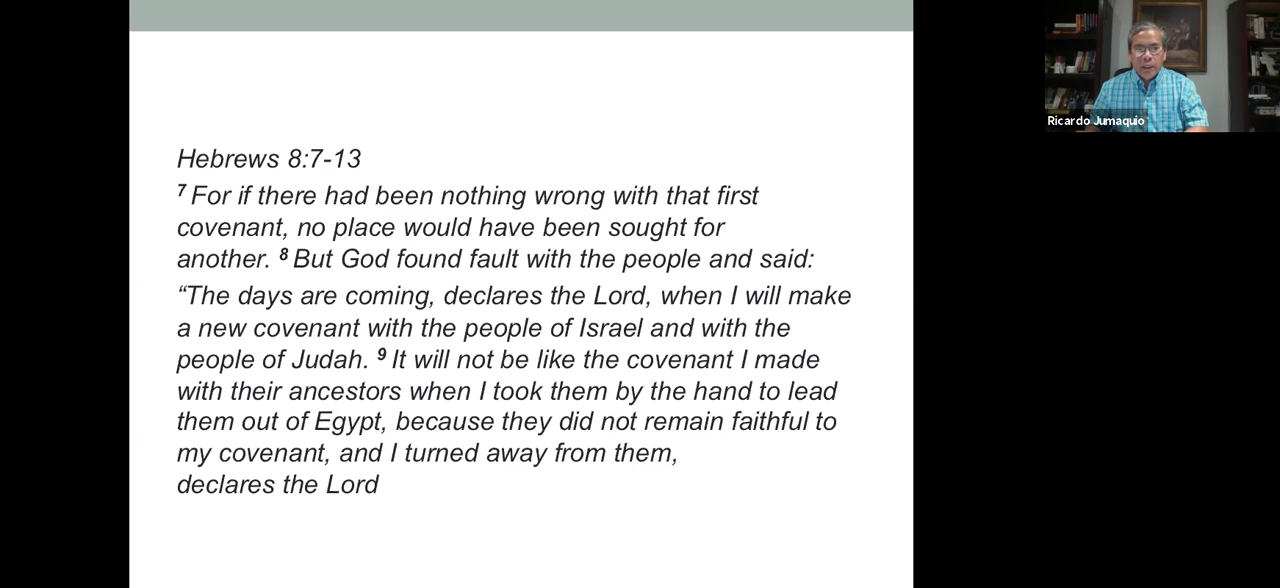 Hebrews 8:7-13
7 For if there had been nothing wrong with that first
covenant, no place would have been sought for
another. 8 But God found fault with the people and said:
“The days are coming, declares the Lord, when I will make
a new covenant with the people of Israel and with the
people of Judah. 9 It will not be like the covenant I made
with their ancestors when I took them by the hand to lead
them out of Egypt, because they did not remain faithful to
my covenant, and I turned away from them,
declares the Lord
Ricardo Jumaquio